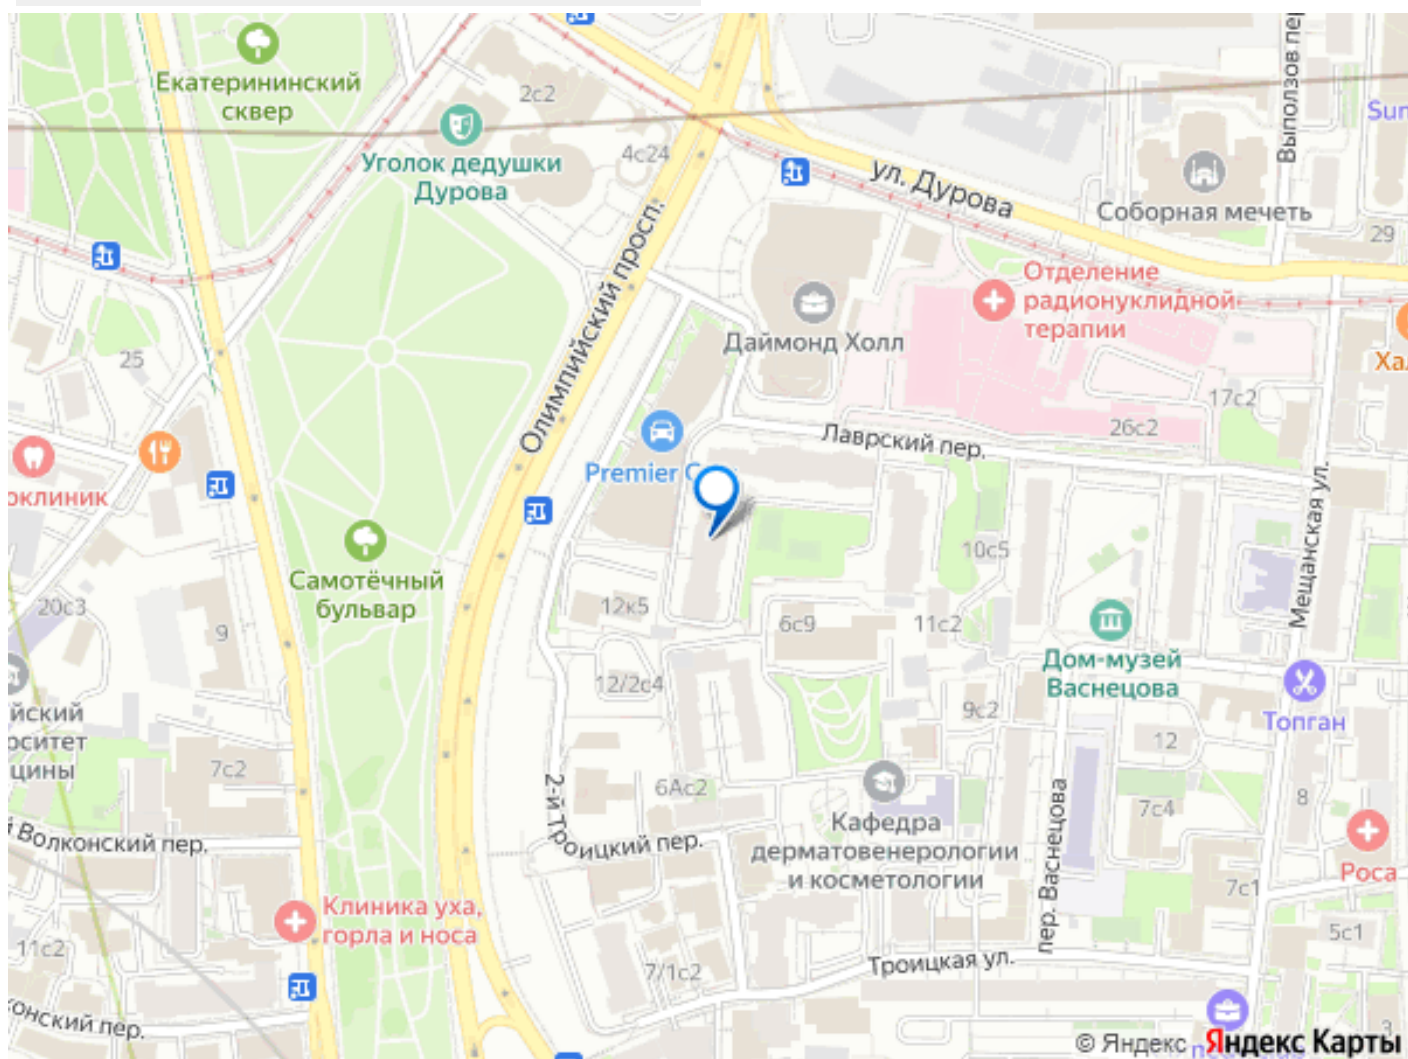 Екатерининский
сквер
2с2
Уголок дедушки
Дурова
4с24
Олимпийский просп.
ул. Дурова
Выползов пер
Sun
Соборная мечеть
29
Отделение
радионуклидной
терапии
Даймонд Холл
Хал
25
17с2
26с2
Лаврский пер.
Premier C
оклиник
Самотёчный
бульвар
10с5
Мещанская ул.
20с3
9
12к5
6с9
11с2
Дом-музей
Васнецова
12/2с4
9с2
Топган
йский
рситет
цины
7с2
12
2-й Троицкий пер.
6Ас2
8
7с4
пер. Васнецова
Кафедра
дерматовенерологии
и косметологии
й Волконский пер.
Роса
7с1
Клиника уха,
горла и носа
5с1
11с2
7/1с2
Троицкая ул.
конский пер.
3
© Яндекс Яндекс Карты